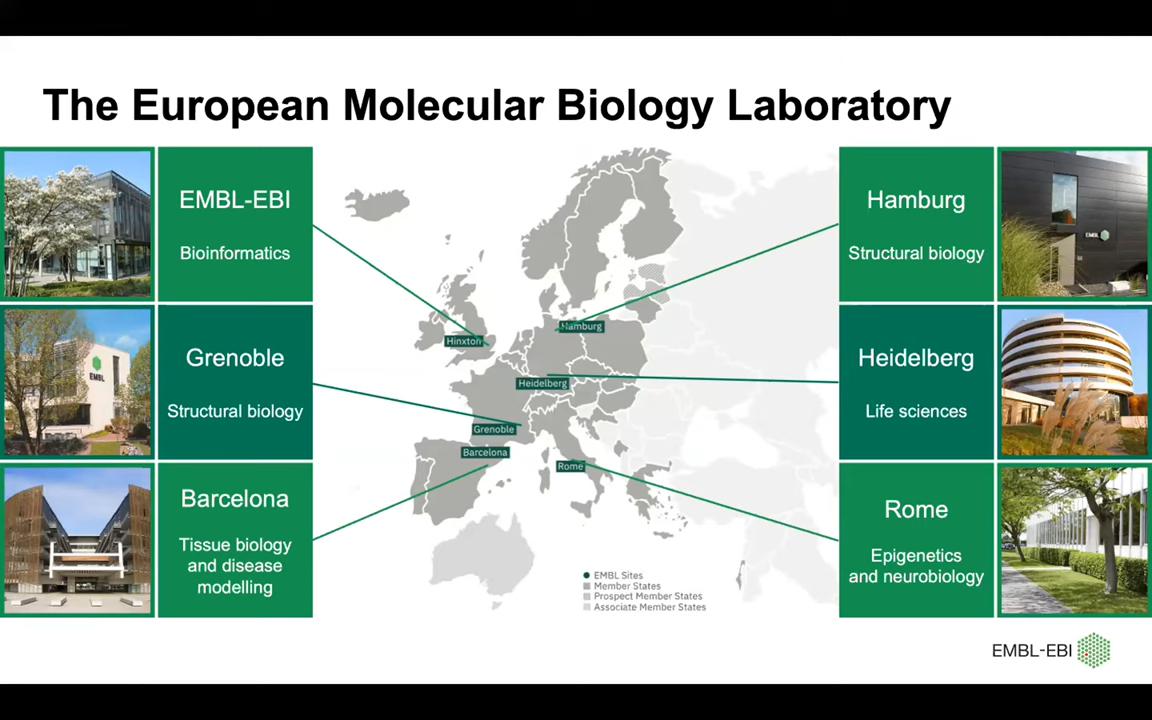 The European Molecular Biology Laboratory
EMBL-EBI
Bioinformatics
Grenoble
Structural biology
Barcelona
Tissue biology
and disease
modelling
EMBL
Hinxton
Hamburg
Heidelberg
Grenoble
Barcelona
Rome
EMBL Sites
Member States
Prospect Member States
Associate Member States
Hamburg
Structural biology
Heidelberg
Life sciences
Rome
Epigenetics
and neurobiology
EMBL
EMBL-EBI